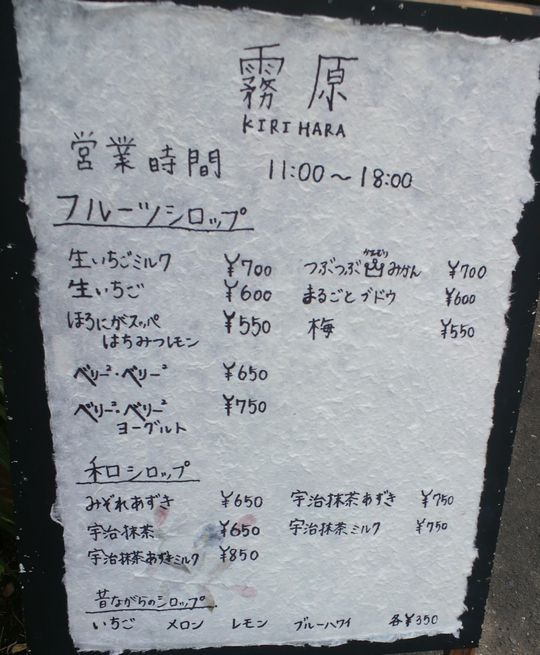 霧原
KIRIHARA
営業時間 11:00～18:00
フルーツシロップ
生いちごミルク ¥700
生いちご ¥600
ほろにがスッパ
はちみつレモン ¥550
ベリー²・ベリー² ¥650
ベリー²・ベリー²
ヨーグルト ¥750
つぶつぶ みかん ¥700
まるごとブドウ ¥600
梅 ¥550
和口シロップ
みぞれあずき ¥650
宇治抹茶 ¥650
宇治抹茶あずきミルク ¥850
宇治抹茶あずき ¥750
宇治抹茶ミルク ¥750
昔ながらのシロップ
いちご メロン レモン ブルーハワイ 各¥350